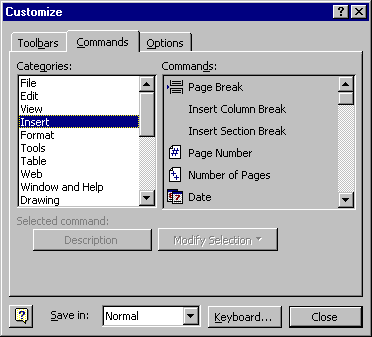 Customize
Toolbars Commands Options
Categories:
File
Edit
View
Insert
Format
Tools
Table
Web
Window and Help
Drawing
Commands:
Page Break
Insert Column Break
Insert Section Break
Page Number
Number of Pages
Date
Selected command:
Description Modify Selection
Save in: Normal Keyboard... Close